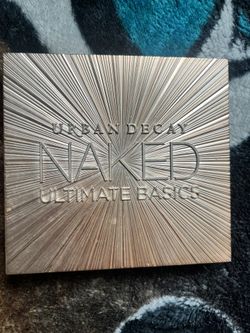 URBAN DECAY
NAKED
ULTIMATE BASICS